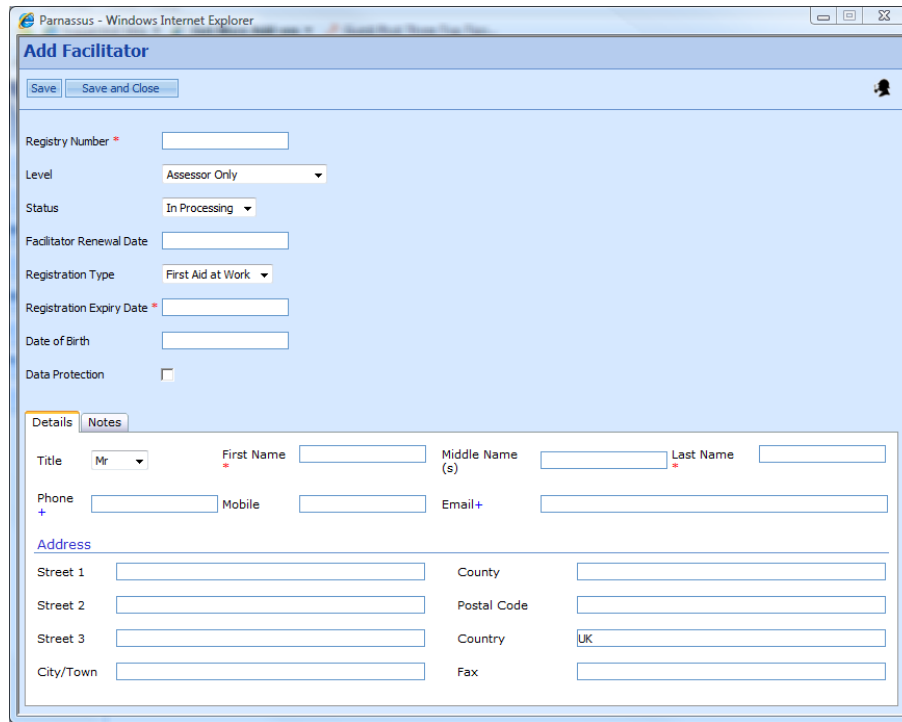 Parnassus - Windows Internet Explorer
Add Facilitator
Save Save and Close
Registry Number *
Level Assessor Only
Status In Processing
Facilitator Renewal Date
Registration Type First Aid at Work
Registration Expiry Date *
Date of Birth
Data Protection
Details Notes
Title Mr First Name * Middle Name (s) Last Name *
Phone + Mobile Email+
Address
Street 1 County
Street 2 Postal Code
Street 3 Country UK
City/Town Fax